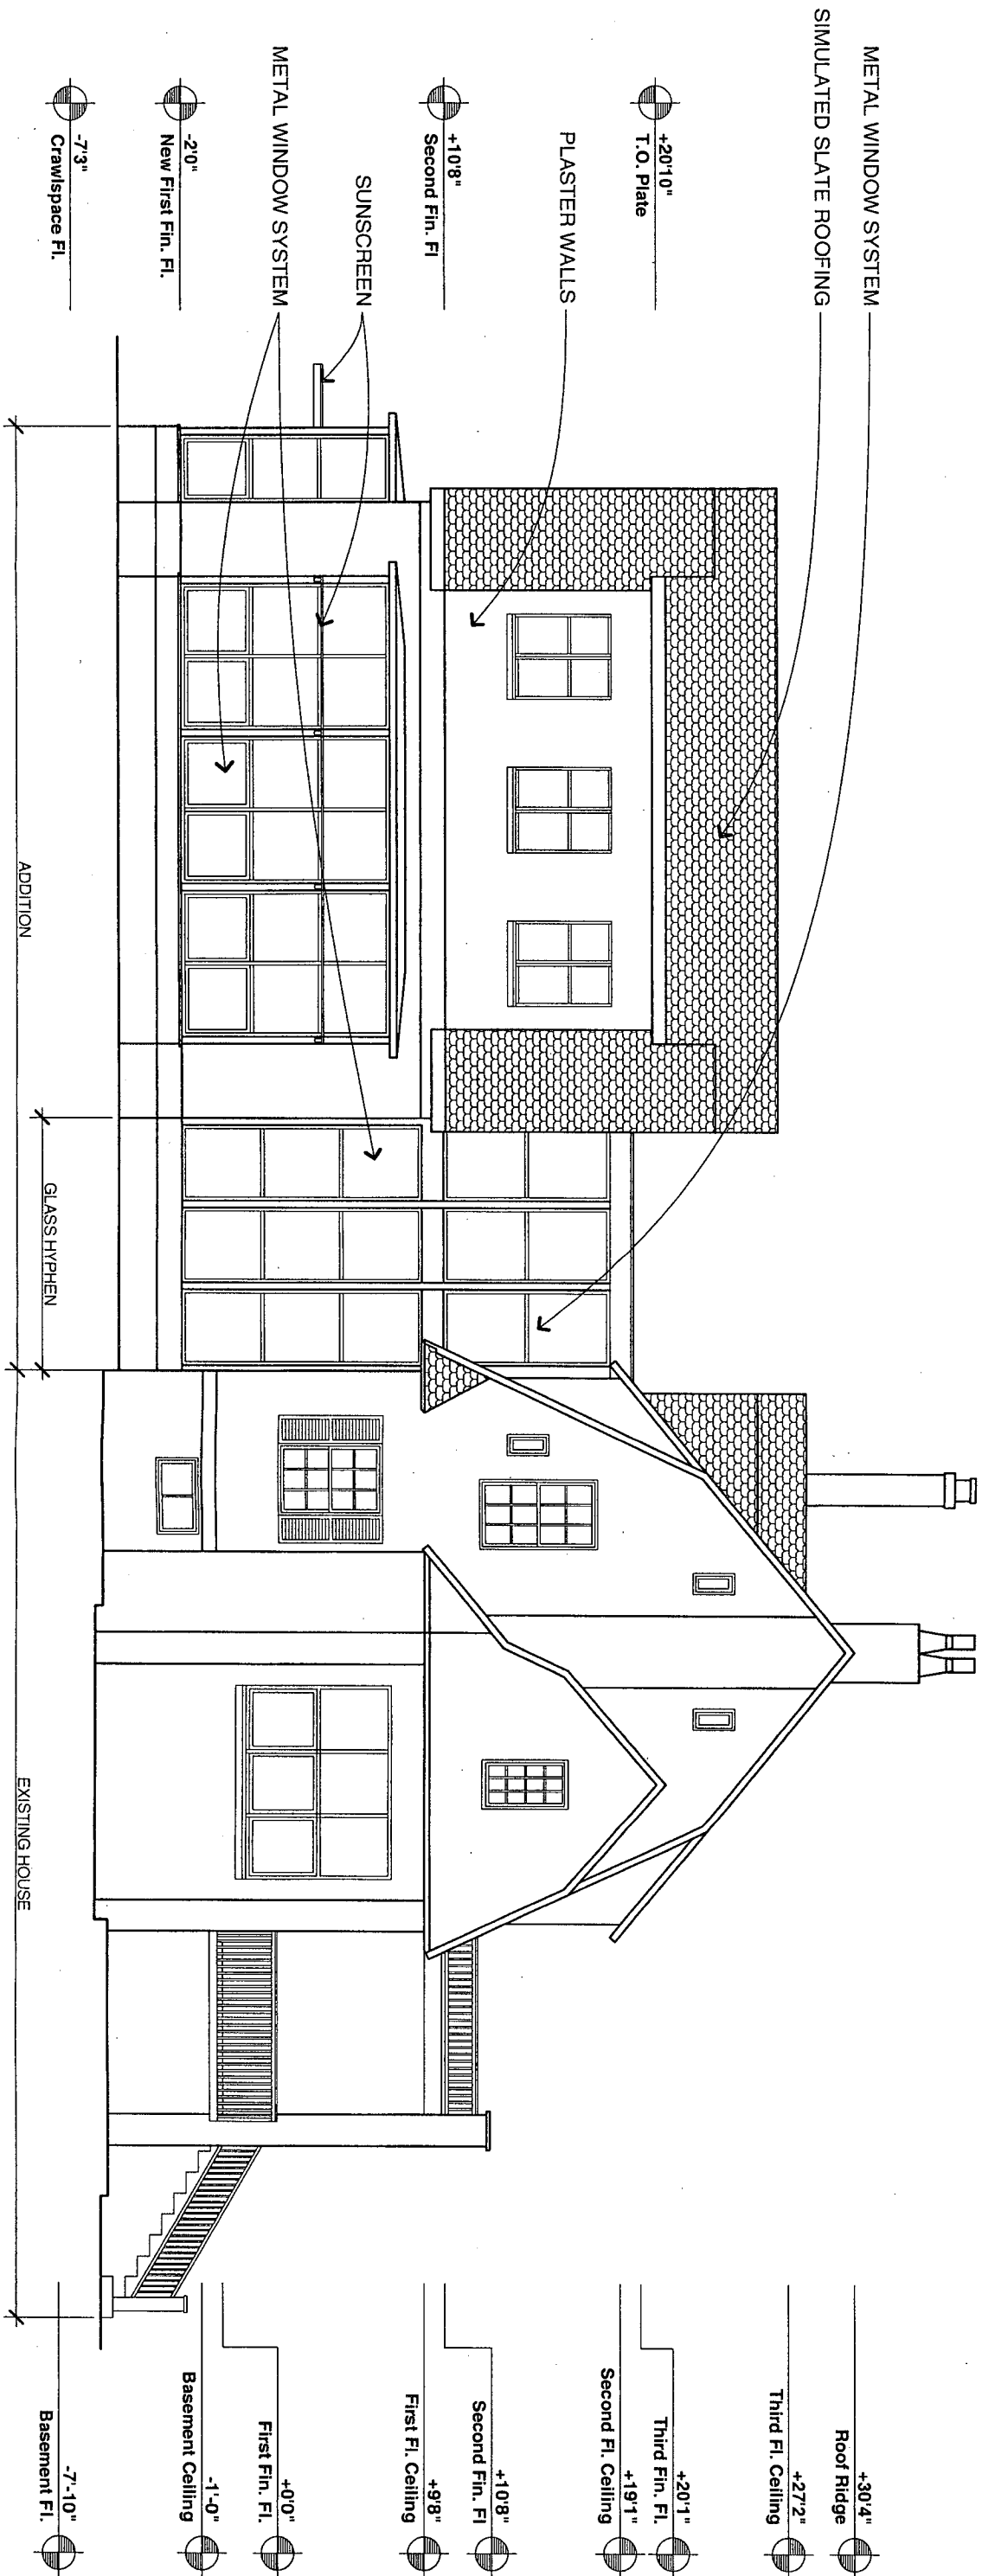 METAL WINDOW SYSTEM
SIMULATED SLATE ROOFING
+20'10"
T.O. Plate
PLASTER WALLS
+10'8"
Second Fin. Fl
SUNSCREEN
METAL WINDOW SYSTEM
-2'0"
New First Fin. Fl.
-7'3"
Crawlspace Fl.
ADDITION
GLASS HYPHEN
EXISTING HOUSE
+30'4"
Roof Ridge
+27'2"
Third Fl. Ceiling
+20'1"
Third Fin. Fl.
+19'1"
Second Fl. Ceiling
+10'8"
Second Fin. Fl
+9'8"
First Fl. Ceiling
+0'0"
First Fin. Fl.
-1'-0"
Basement Ceiling
-7'-10"
Basement Fl.